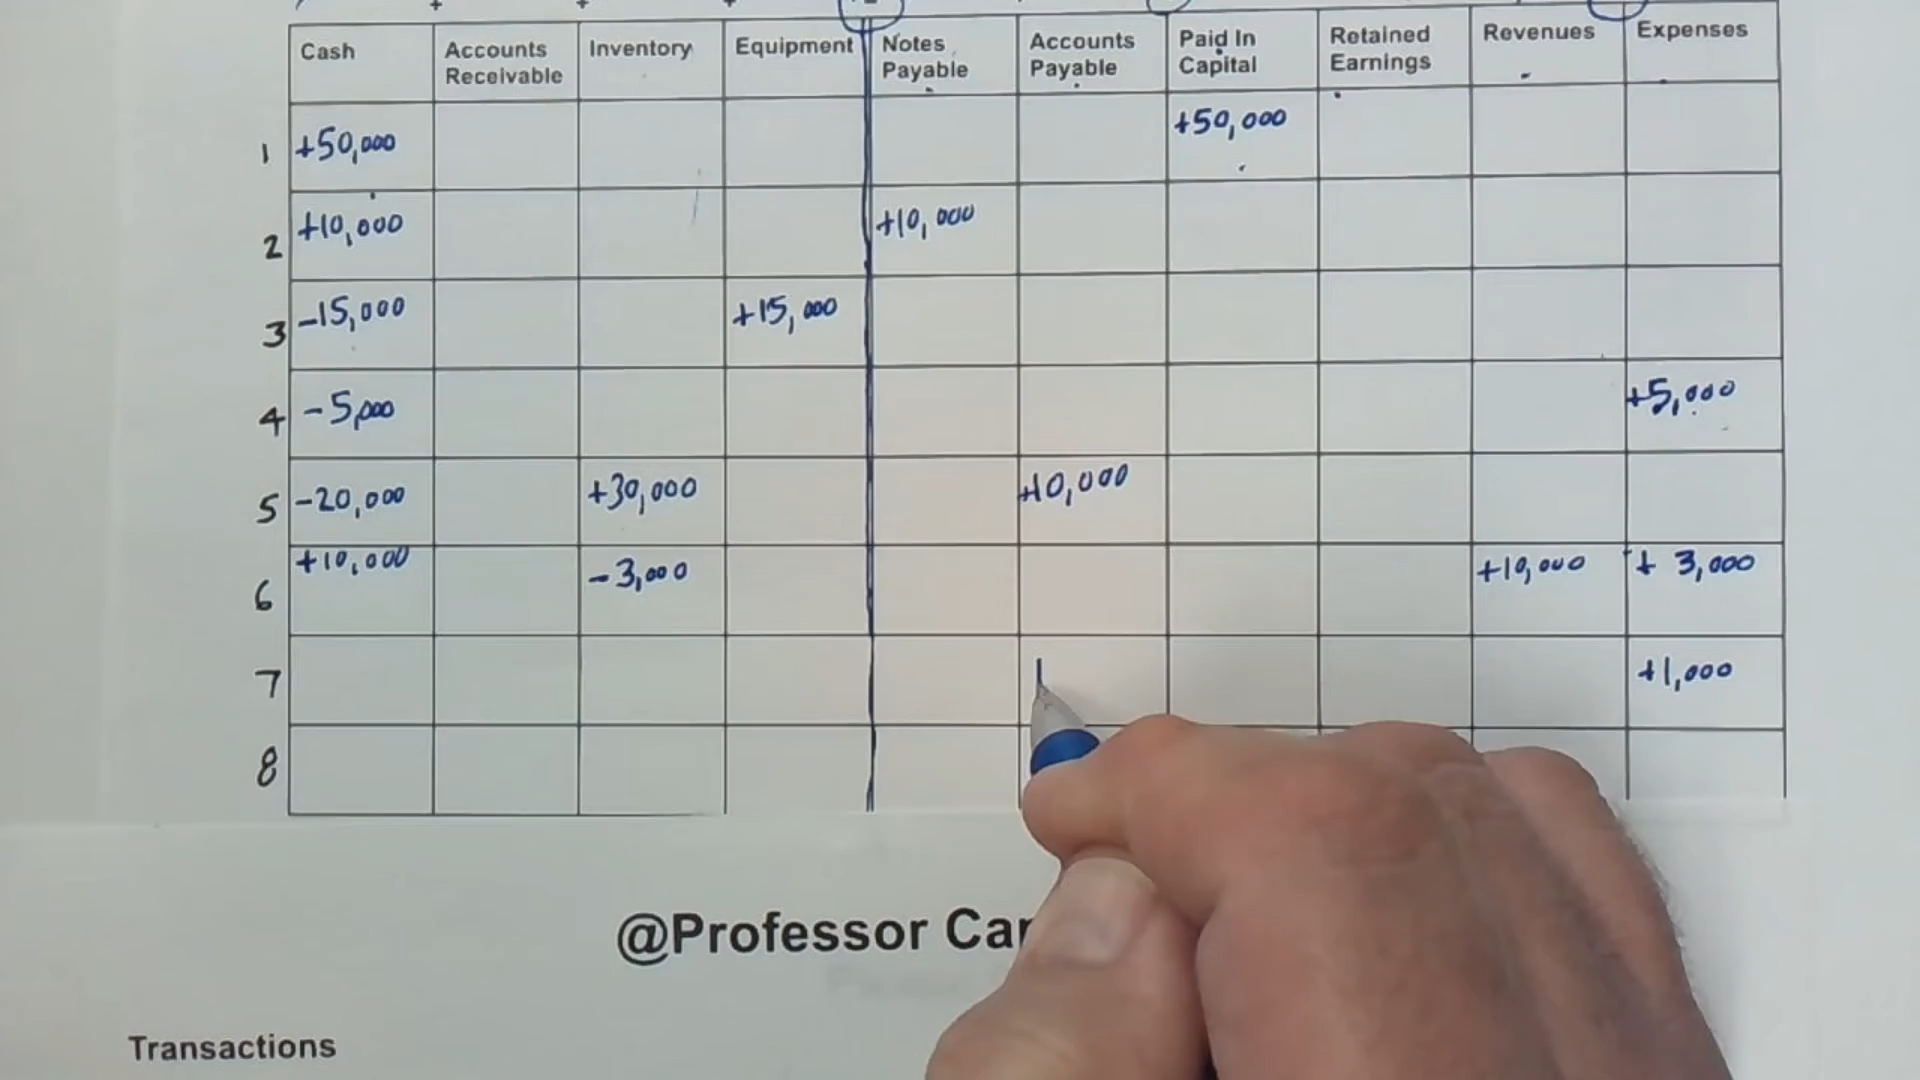 Cash Accounts Receivable Inventory Equipment Notes Payable Accounts Payable Paid In Capital Retained Earnings Revenues Expenses
1 +50,000 +50,000
2 +10,000 +10,000
3 -15,000 +15,000
4 -5,000 +5,000
5 -20,000 +30,000 +10,000
6 +10,000 -3,000 +10,000 + 3,000
7 +1,000
8
@Professor
Transactions